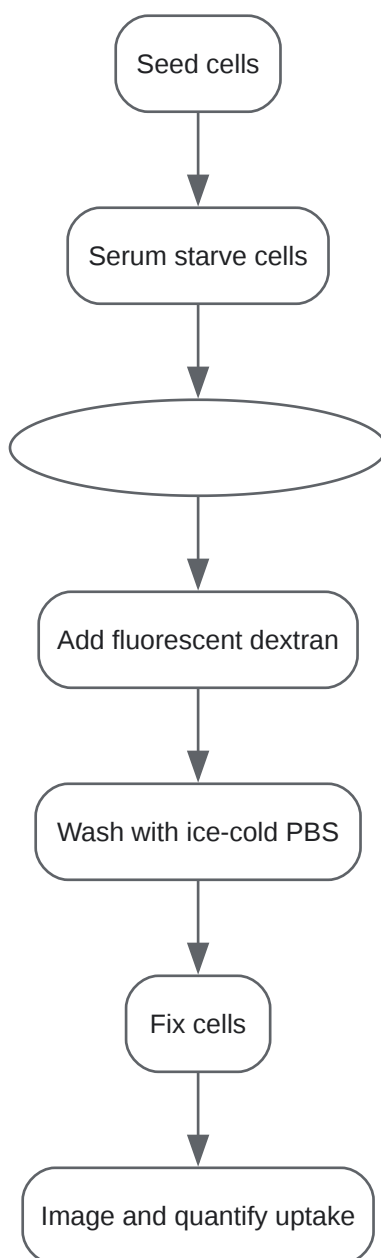 Seed cells
Serum starve cells
Add fluorescent dextran
Wash with ice-cold PBS
Fix cells
Image and quantify uptake